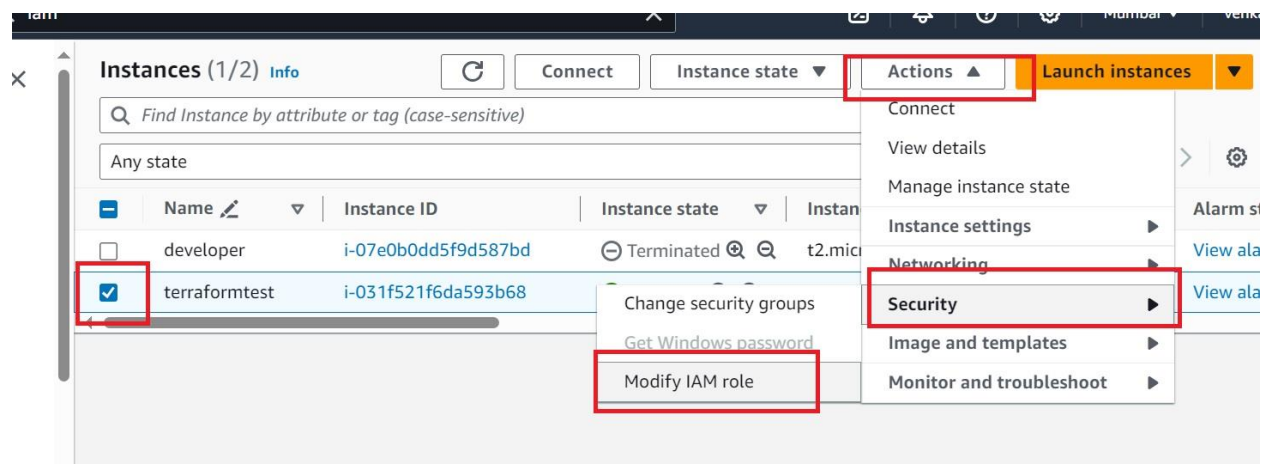 Mumbai
Instances (1/2) Info
Connect
Instance state
Actions
Launch instances
Find Instance by attribute or tag (case-sensitive)
Connect
Any state
View details
Manage instance state
Name
Instance ID
Instance state
Instan
Instance settings
Alarm st
developer
i-07e0b0dd5f9d587bd
Terminated
t2.micr
Networking
View ala
terraformtest
i-031f521f6da593b68
Change security groups
Security
View ala
Get Windows password
Image and templates
Modify IAM role
Monitor and troubleshoot